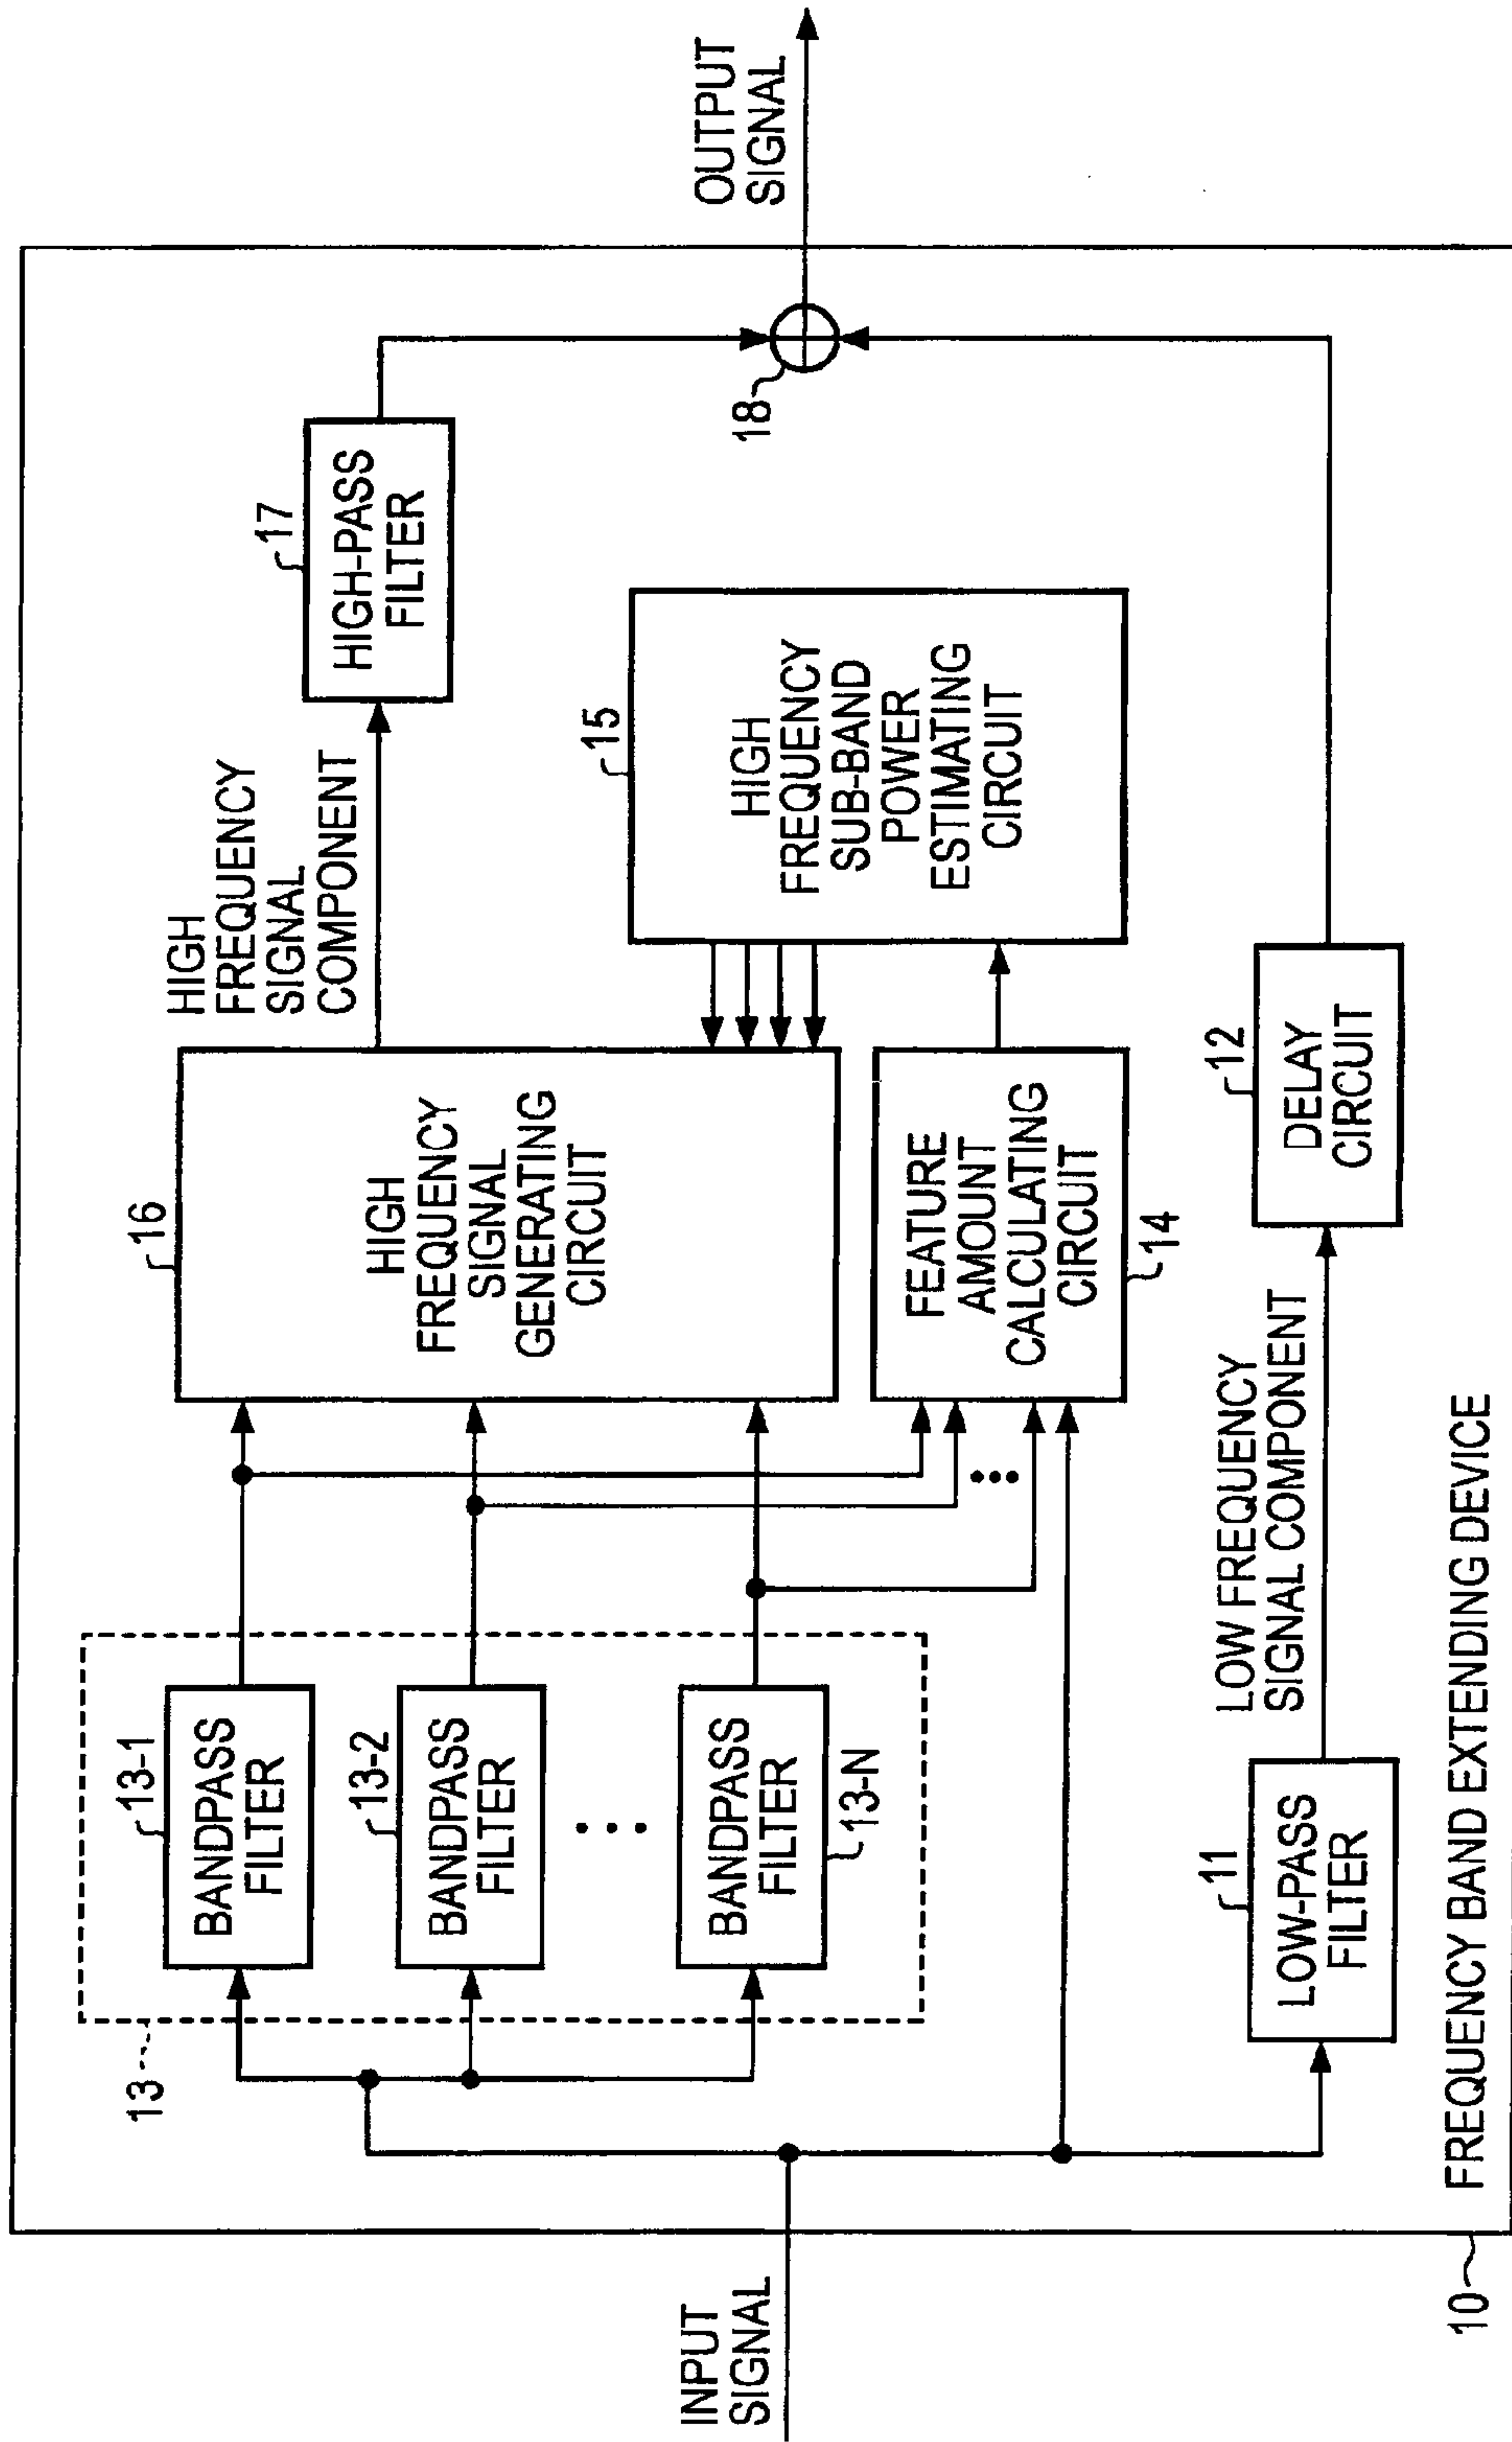 INPUT
SIGNAL
13
13-1
BANDPASS
FILTER
13-2
BANDPASS
FILTER
...
BANDPASS
FILTER
13-N
16
HIGH
FREQUENCY
SIGNAL
GENERATING
CIRCUIT
...
FEATURE
AMOUNT
CALCULATING
CIRCUIT
14
HIGH
FREQUENCY
SIGNAL
COMPONENT
15
HIGH
FREQUENCY
SUB-BAND
POWER
ESTIMATING
CIRCUIT
17
HIGH-PASS
FILTER
18
OUTPUT
SIGNAL
11
LOW-PASS
FILTER
LOW FREQUENCY
SIGNAL COMPONENT
12
DELAY
CIRCUIT
10
FREQUENCY BAND EXTENDING DEVICE